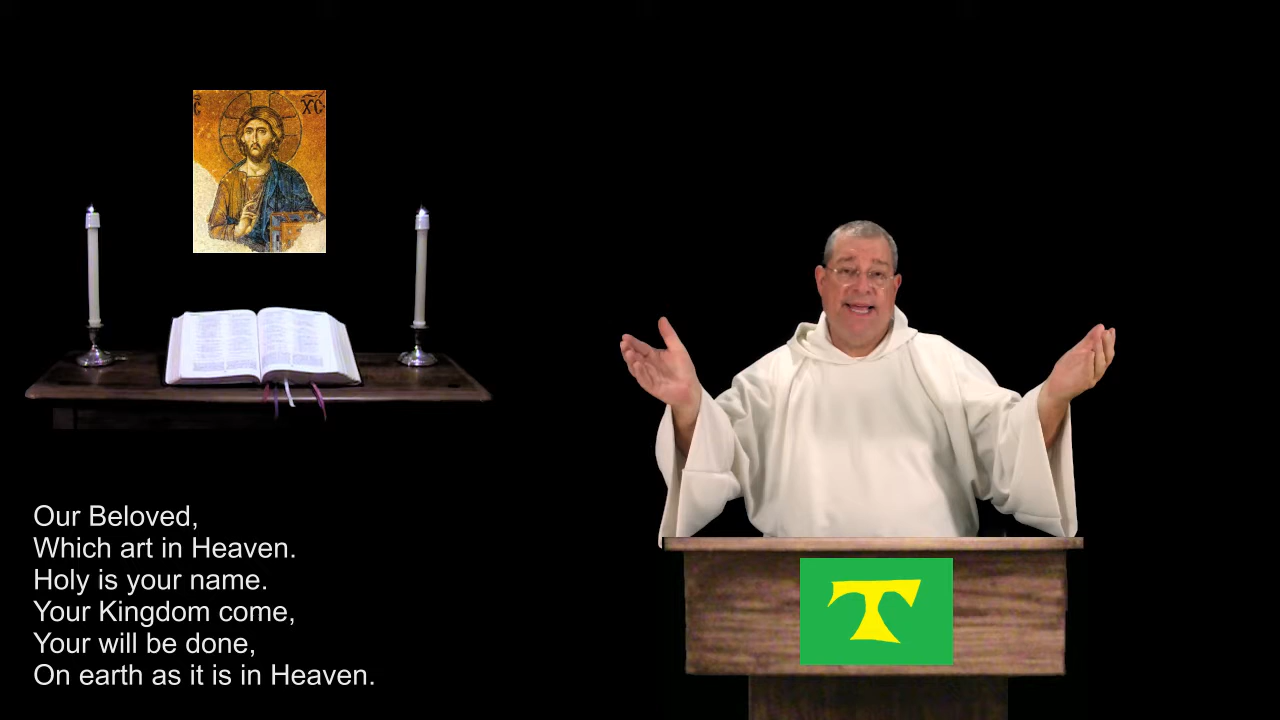 C
XC
Our Beloved,
Which art in Heaven.
Holy is your name.
Your Kingdom come,
Your will be done,
On earth as it is in Heaven.
T